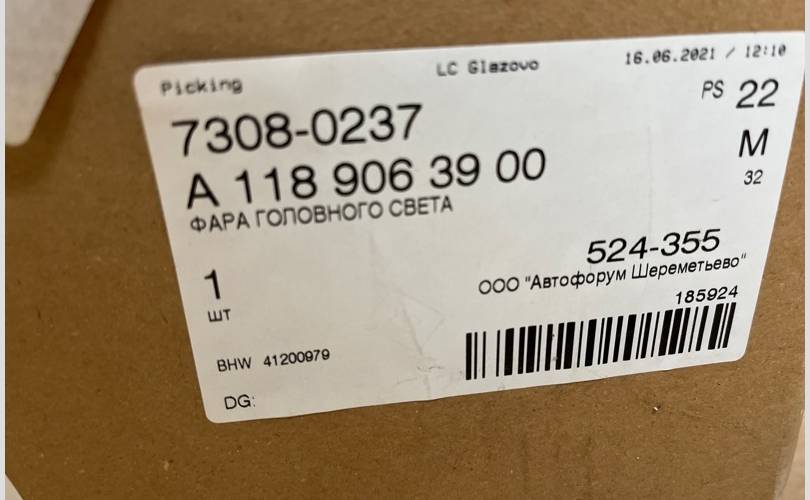 Picking LC Glazovo 16.06.2021 / 12:10
7308-0237 PS 22
A 118 906 39 00 M
ФАРА ГОЛОВНОГО СВЕТА 32
524-355
1 ООО "Автофорум Шереметьево"
шт 185924
BHW 41200979
DG: